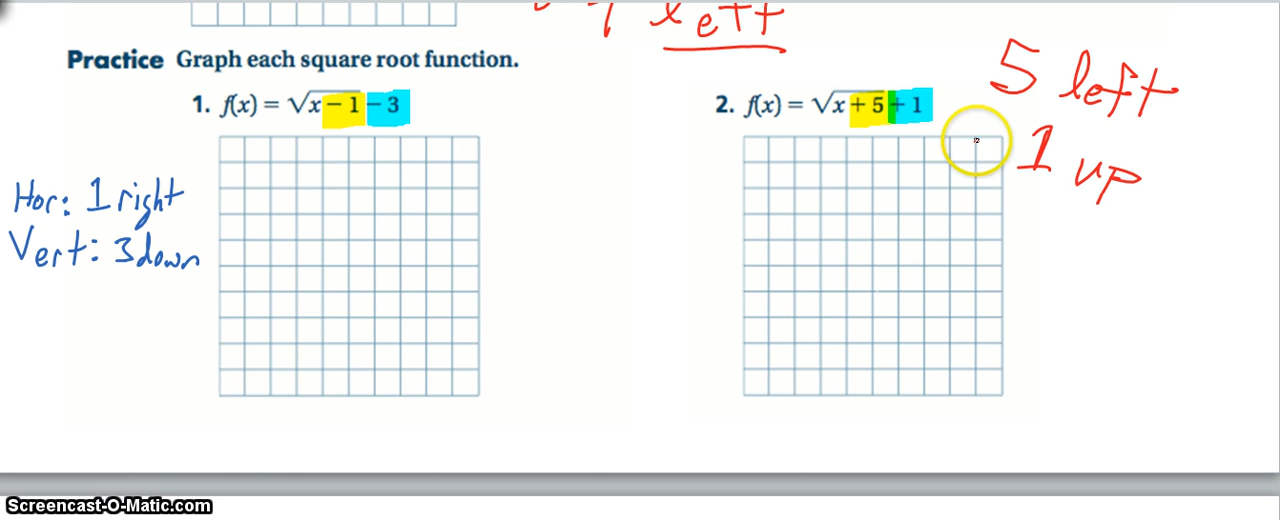 left
Practice Graph each square root function.
1. f(x) = √x − 1 − 3
2. f(x) = √x + 5 + 1
5 left
1 up
Hor: 1 right
Vert: 3 down
Screencast-O-Matic.com